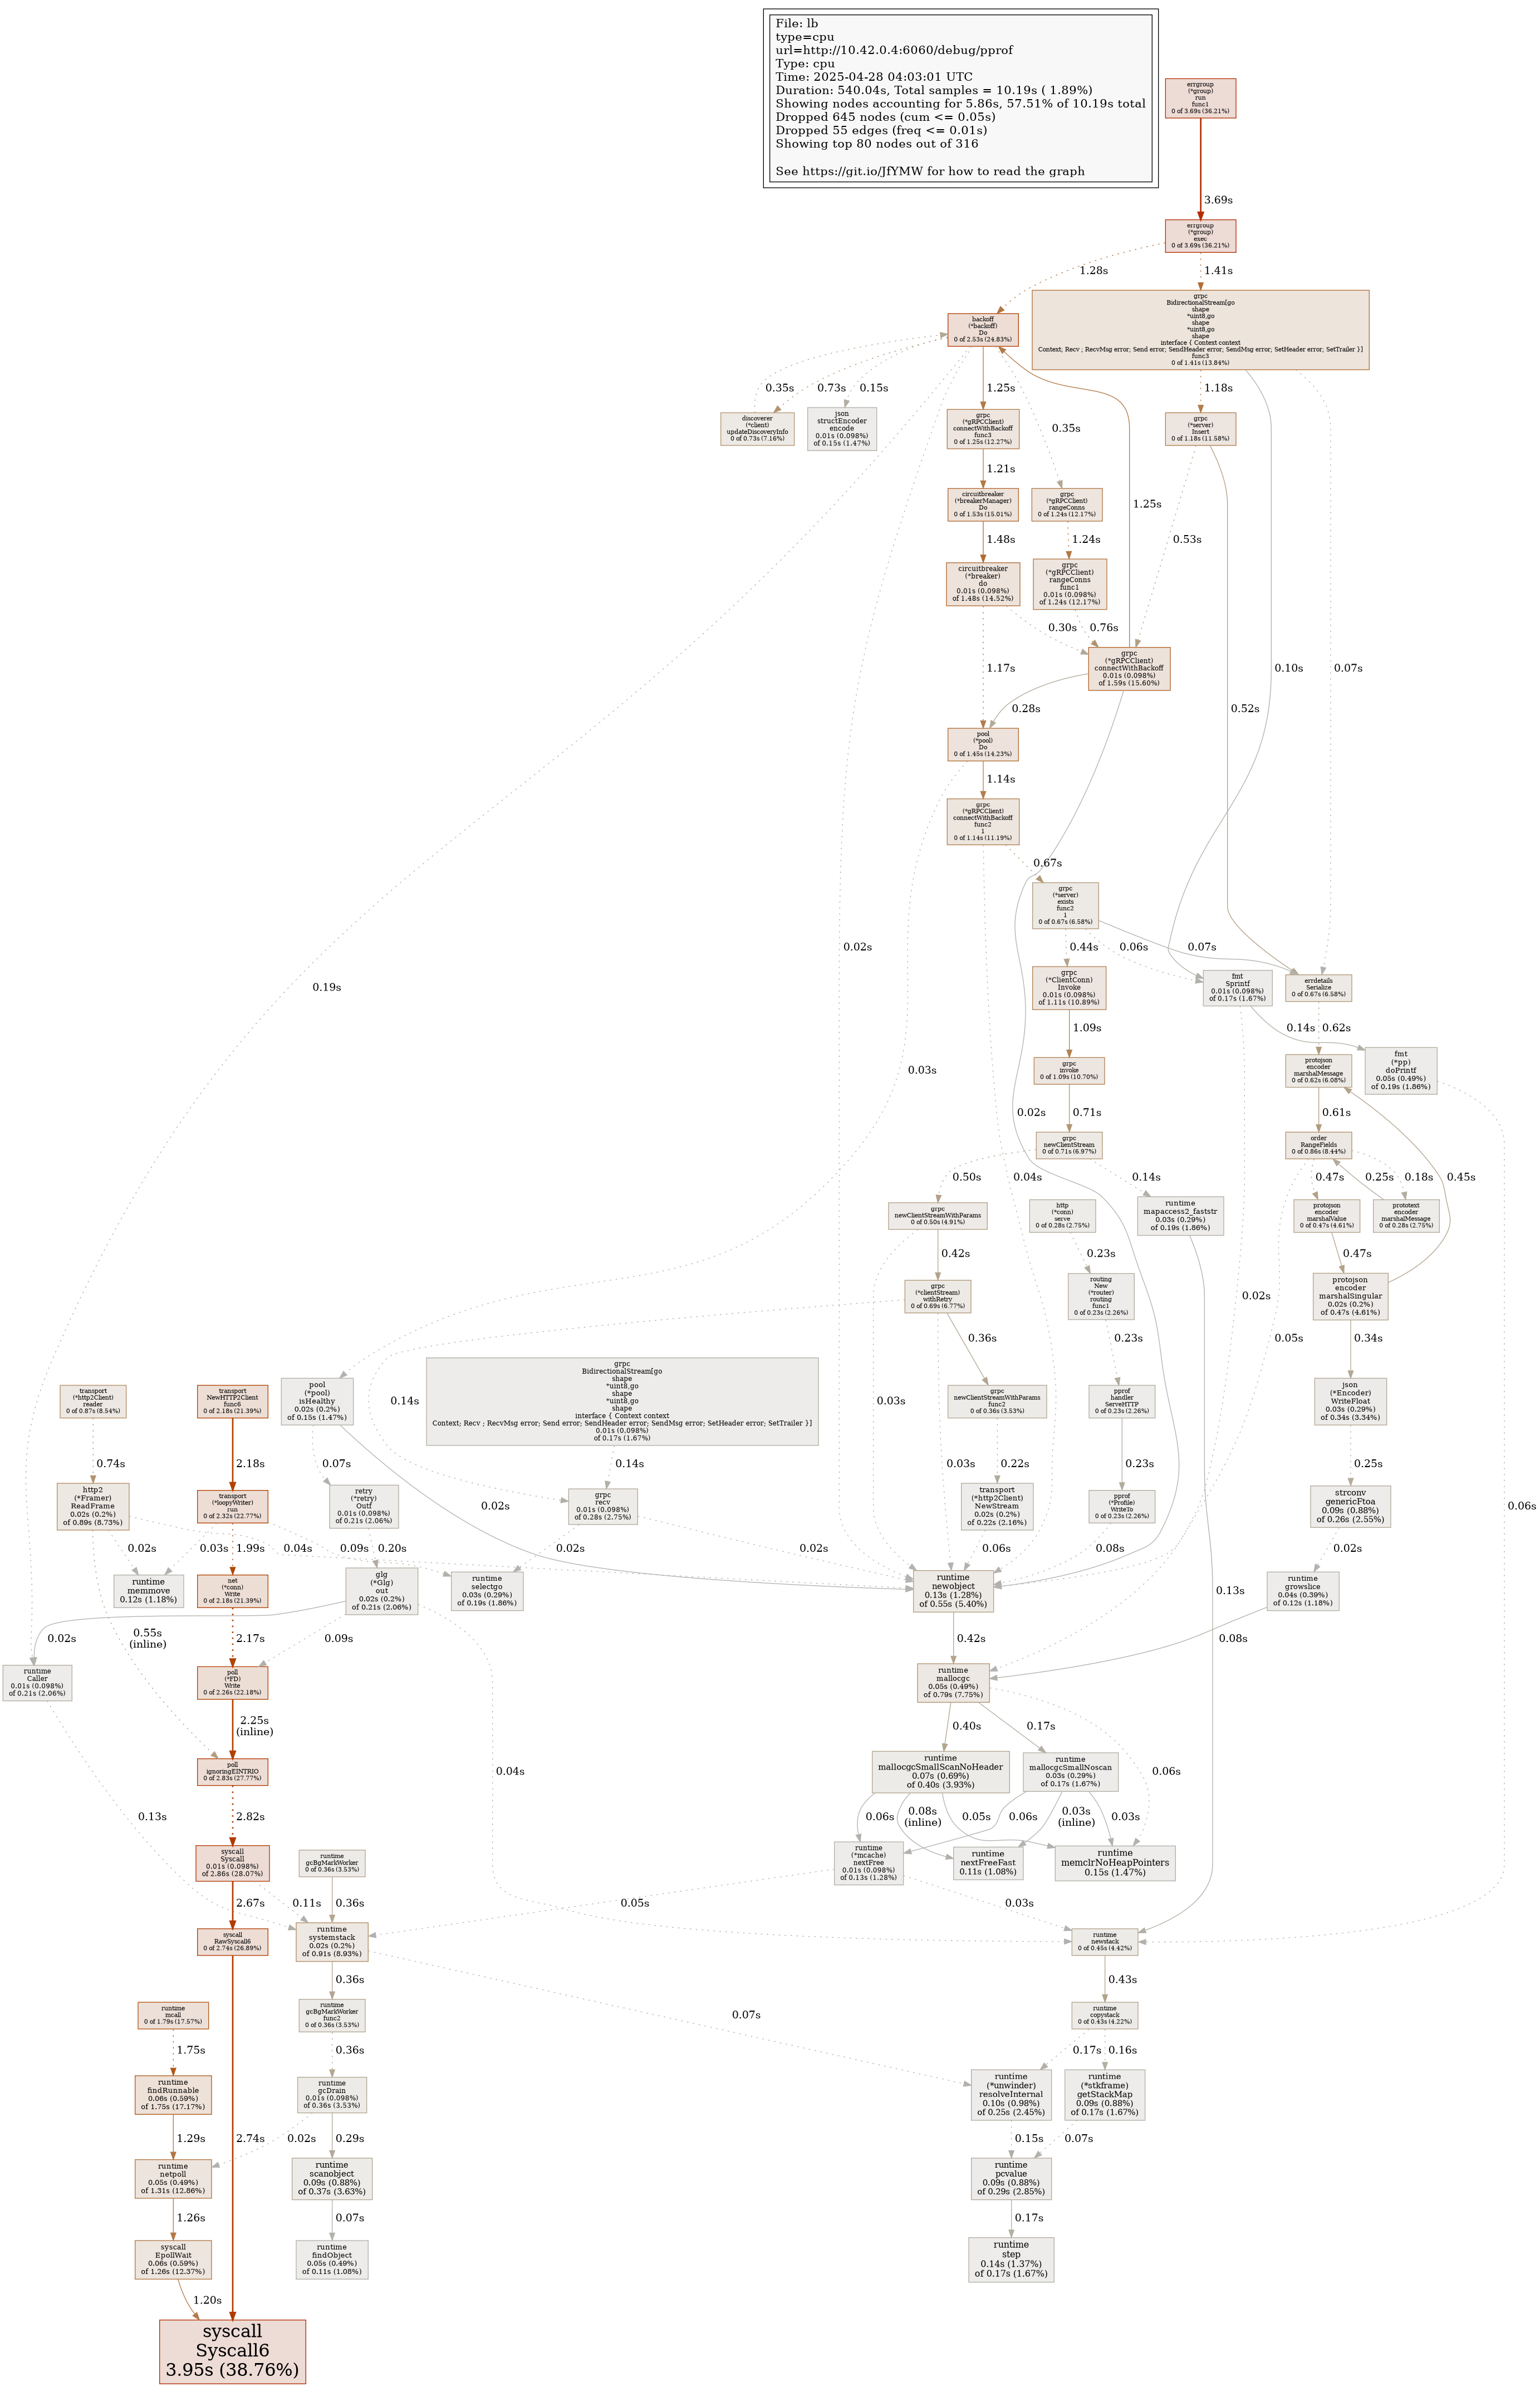 File: lb
type=cpu
url=http://10.42.0.4:6060/debug/pprof
Type: cpu
Time: 2025-04-28 04:03:01 UTC
Duration: 540.04s, Total samples = 10.19s ( 1.89%)
Showing nodes accounting for 5.86s, 57.51% of 10.19s total
Dropped 645 nodes (cum <= 0.05s)
Dropped 55 edges (freq <= 0.01s)
Showing top 80 nodes out of 316
See https://git.io/JfYMW for how to read the graph
errgroup
(*group)
run
func1
0 of 3.69s (36.21%)
3.69s
errgroup
(*group)
exec
0 of 3.69s (36.21%)
1.28s
1.41s
backoff
(*backoff)
Do
0 of 2.53s (24.83%)
grpc
BidirectionalStream[go
shape
*uint8,go
shape
*uint8,go
shape
interface { Context context
Context; Recv ; RecvMsg error; Send error; SendHeader error; SendMsg error; SetHeader error; SetTrailer }]
func3
0 of 1.41s (13.84%)
0.35s
0.73s
0.15s
1.25s
0.35s
1.18s
discoverer
(*client)
updateDiscoveryInfo
0 of 0.73s (7.16%)
json
structEncoder
encode
0.01s (0.098%)
of 0.15s (1.47%)
grpc
(*gRPCClient)
connectWithBackoff
func3
0 of 1.25s (12.27%)
grpc
(*server)
Insert
0 of 1.18s (11.58%)
1.21s
circuitbreaker
(*breakerManager)
Do
0 of 1.53s (15.01%)
grpc
(*gRPCClient)
rangeConns
0 of 1.24s (12.17%)
1.25s
1.48s
1.24s
0.53s
circuitbreaker
(*breaker)
do
0.01s (0.098%)
of 1.48s (14.52%)
grpc
(*gRPCClient)
rangeConns
func1
0.01s (0.098%)
of 1.24s (12.17%)
0.30s
0.76s
1.17s
grpc
(*gRPCClient)
connectWithBackoff
0.01s (0.098%)
of 1.59s (15.60%)
0.10s
0.07s
0.28s
0.52s
pool
(*pool)
Do
0 of 1.45s (14.23%)
1.14s
grpc
(*gRPCClient)
connectWithBackoff
func2
1
0 of 1.14s (11.19%)
0.67s
grpc
(*server)
exists
func2
1
0 of 0.67s (6.58%)
0.19s
0.02s
0.44s
0.06s
0.07s
grpc
(*ClientConn)
Invoke
0.01s (0.098%)
of 1.11s (10.89%)
fmt
Sprintf
0.01s (0.098%)
of 0.17s (1.67%)
errdetails
Serialize
0 of 0.67s (6.58%)
1.09s
0.14s
0.62s
0.03s
grpc
invoke
0 of 1.09s (10.70%)
protojson
encoder
marshalMessage
0 of 0.62s (6.08%)
fmt
(*pp)
doPrintf
0.05s (0.49%)
of 0.19s (1.86%)
0.02s
0.71s
0.61s
grpc
newClientStream
0 of 0.71s (6.97%)
order
RangeFields
0 of 0.86s (8.44%)
0.50s
0.04s
0.14s
0.47s
0.25s
0.18s
0.45s
grpc
newClientStreamWithParams
0 of 0.50s (4.91%)
http
(*conn)
serve
0 of 0.28s (2.75%)
runtime
mapaccess2_faststr
0.03s (0.29%)
of 0.19s (1.86%)
protojson
encoder
marshalValue
0 of 0.47s (4.61%)
prototext
encoder
marshalMessage
0 of 0.28s (2.75%)
0.42s
0.23s
0.47s
grpc
(*clientStream)
withRetry
0 of 0.69s (6.77%)
routing
New
(*router)
routing
func1
0 of 0.23s (2.26%)
0.02s
protojson
encoder
marshalSingular
0.02s (0.2%)
of 0.47s (4.61%)
0.36s
0.23s
0.05s
0.34s
transport
(*http2Client)
reader
0 of 0.87s (8.54%)
transport
NewHTTP2Client
func6
0 of 2.18s (21.39%)
pool
(*pool)
isHealthy
0.02s (0.2%)
of 0.15s (1.47%)
0.14s
grpc
BidirectionalStream[go
shape
*uint8,go
shape
*uint8,go
shape
interface { Context context
Context; Recv ; RecvMsg error; Send error; SendHeader error; SendMsg error; SetHeader error; SetTrailer }]
0.01s (0.098%)
of 0.17s (1.67%)
0.03s
grpc
newClientStreamWithParams
func2
0 of 0.36s (3.53%)
pprof
handler
ServeHTTP
0 of 0.23s (2.26%)
json
(*Encoder)
WriteFloat
0.03s (0.29%)
of 0.34s (3.34%)
0.74s
2.18s
0.07s
0.14s
0.03s
0.22s
0.23s
0.25s
http2
(*Framer)
ReadFrame
0.02s (0.2%)
of 0.89s (8.73%)
transport
(*loopyWriter)
run
0 of 2.32s (22.77%)
retry
(*retry)
Outf
0.01s (0.098%)
of 0.21s (2.06%)
0.02s
grpc
recv
0.01s (0.098%)
of 0.28s (2.75%)
transport
(*http2Client)
NewStream
0.02s (0.2%)
of 0.22s (2.16%)
pprof
(*Profile)
WriteTo
0 of 0.23s (2.26%)
strconv
genericFtoa
0.09s (0.88%)
of 0.26s (2.55%)
0.06s
0.02s
0.03s
1.99s
0.04s
0.09s
0.20s
0.02s
0.02s
0.06s
0.08s
0.02s
runtime
memmove
0.12s (1.18%)
net
(*conn)
Write
0 of 2.18s (21.39%)
glg
(*Glg)
out
0.02s (0.2%)
of 0.21s (2.06%)
runtime
selectgo
0.03s (0.29%)
of 0.19s (1.86%)
runtime
newobject
0.13s (1.28%)
of 0.55s (5.40%)
0.13s
runtime
growslice
0.04s (0.39%)
of 0.12s (1.18%)
0.02s
0.55s
(inline)
2.17s
0.09s
0.42s
0.08s
runtime
Caller
0.01s (0.098%)
of 0.21s (2.06%)
poll
(*FD)
Write
0 of 2.26s (22.18%)
runtime
mallocgc
0.05s (0.49%)
of 0.79s (7.75%)
2.25s
(inline)
0.40s
0.17s
poll
ignoringEINTRIO
0 of 2.83s (27.77%)
0.04s
runtime
mallocgcSmallScanNoHeader
0.07s (0.69%)
of 0.40s (3.93%)
runtime
mallocgcSmallNoscan
0.03s (0.29%)
of 0.17s (1.67%)
0.06s
0.13s
2.82s
0.06s
0.08s
(inline)
0.05s
0.06s
0.03s
(inline)
0.03s
syscall
Syscall
0.01s (0.098%)
of 2.86s (28.07%)
runtime
gcBgMarkWorker
0 of 0.36s (3.53%)
runtime
(*mcache)
nextFree
0.01s (0.098%)
of 0.13s (1.28%)
runtime
nextFreeFast
0.11s (1.08%)
runtime
memclrNoHeapPointers
0.15s (1.47%)
2.67s
0.11s
0.36s
0.05s
0.03s
syscall
RawSyscall6
0 of 2.74s (26.89%)
runtime
systemstack
0.02s (0.2%)
of 0.91s (8.93%)
runtime
newstack
0 of 0.45s (4.42%)
0.36s
0.43s
runtime
mcall
0 of 1.79s (17.57%)
runtime
gcBgMarkWorker
func2
0 of 0.36s (3.53%)
0.07s
runtime
copystack
0 of 0.43s (4.22%)
1.75s
0.36s
0.17s
0.16s
runtime
findRunnable
0.06s (0.59%)
of 1.75s (17.17%)
runtime
gcDrain
0.01s (0.098%)
of 0.36s (3.53%)
runtime
(*unwinder)
resolveInternal
0.10s (0.98%)
of 0.25s (2.45%)
runtime
(*stkframe)
getStackMap
0.09s (0.88%)
of 0.17s (1.67%)
1.29s
2.74s
0.02s
0.29s
0.15s
0.07s
runtime
netpoll
0.05s (0.49%)
of 1.31s (12.86%)
runtime
scanobject
0.09s (0.88%)
of 0.37s (3.63%)
runtime
pcvalue
0.09s (0.88%)
of 0.29s (2.85%)
1.26s
0.07s
0.17s
syscall
EpollWait
0.06s (0.59%)
of 1.26s (12.37%)
runtime
findObject
0.05s (0.49%)
of 0.11s (1.08%)
runtime
step
0.14s (1.37%)
of 0.17s (1.67%)
1.20s
syscall
Syscall6
3.95s (38.76%)